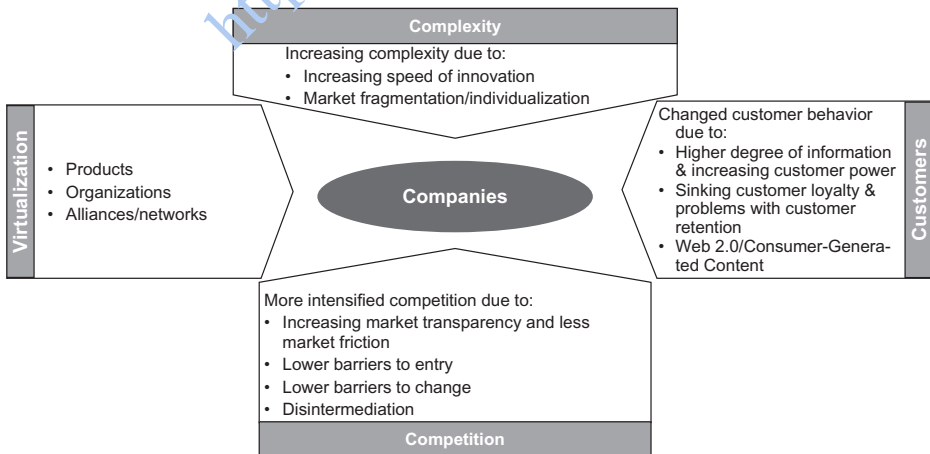 Complexity
Increasing complexity due to:
• Increasing speed of innovation
• Market fragmentation/individualization
Virtualization
• Products
• Organizations
• Alliances/networks
Companies
Changed customer behavior
due to:
• Higher degree of information
& increasing customer power
• Sinking customer loyalty &
problems with customer
retention
• Web 2.0/Consumer-Genera-
ted Content
Customers
More intensified competition due to:
• Increasing market transparency and less
market friction
• Lower barriers to entry
• Lower barriers to change
• Disintermediation
Competition
http